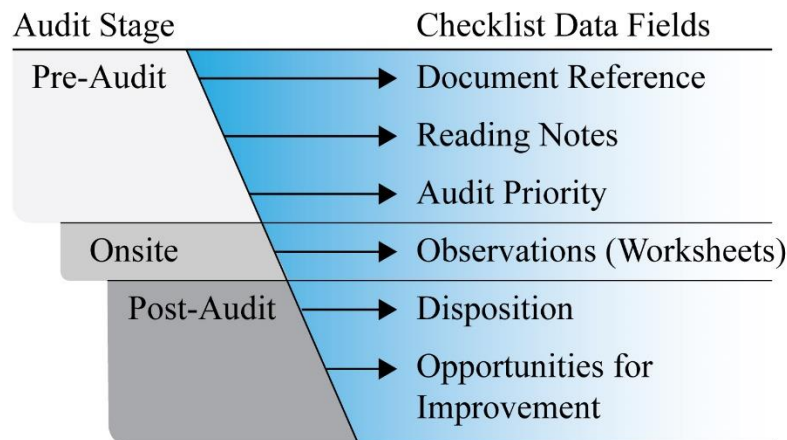 Audit Stage
Checklist Data Fields
Pre-Audit
Document Reference
Reading Notes
Audit Priority
Onsite
Observations (Worksheets)
Post-Audit
Disposition
Opportunities for
Improvement